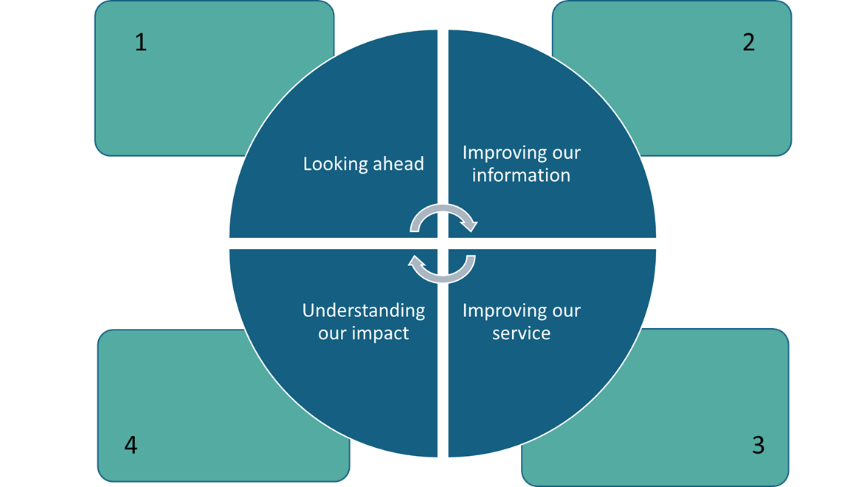 1
2
Looking ahead
Improving our
information
Understanding
our impact
Improving our
service
4
3